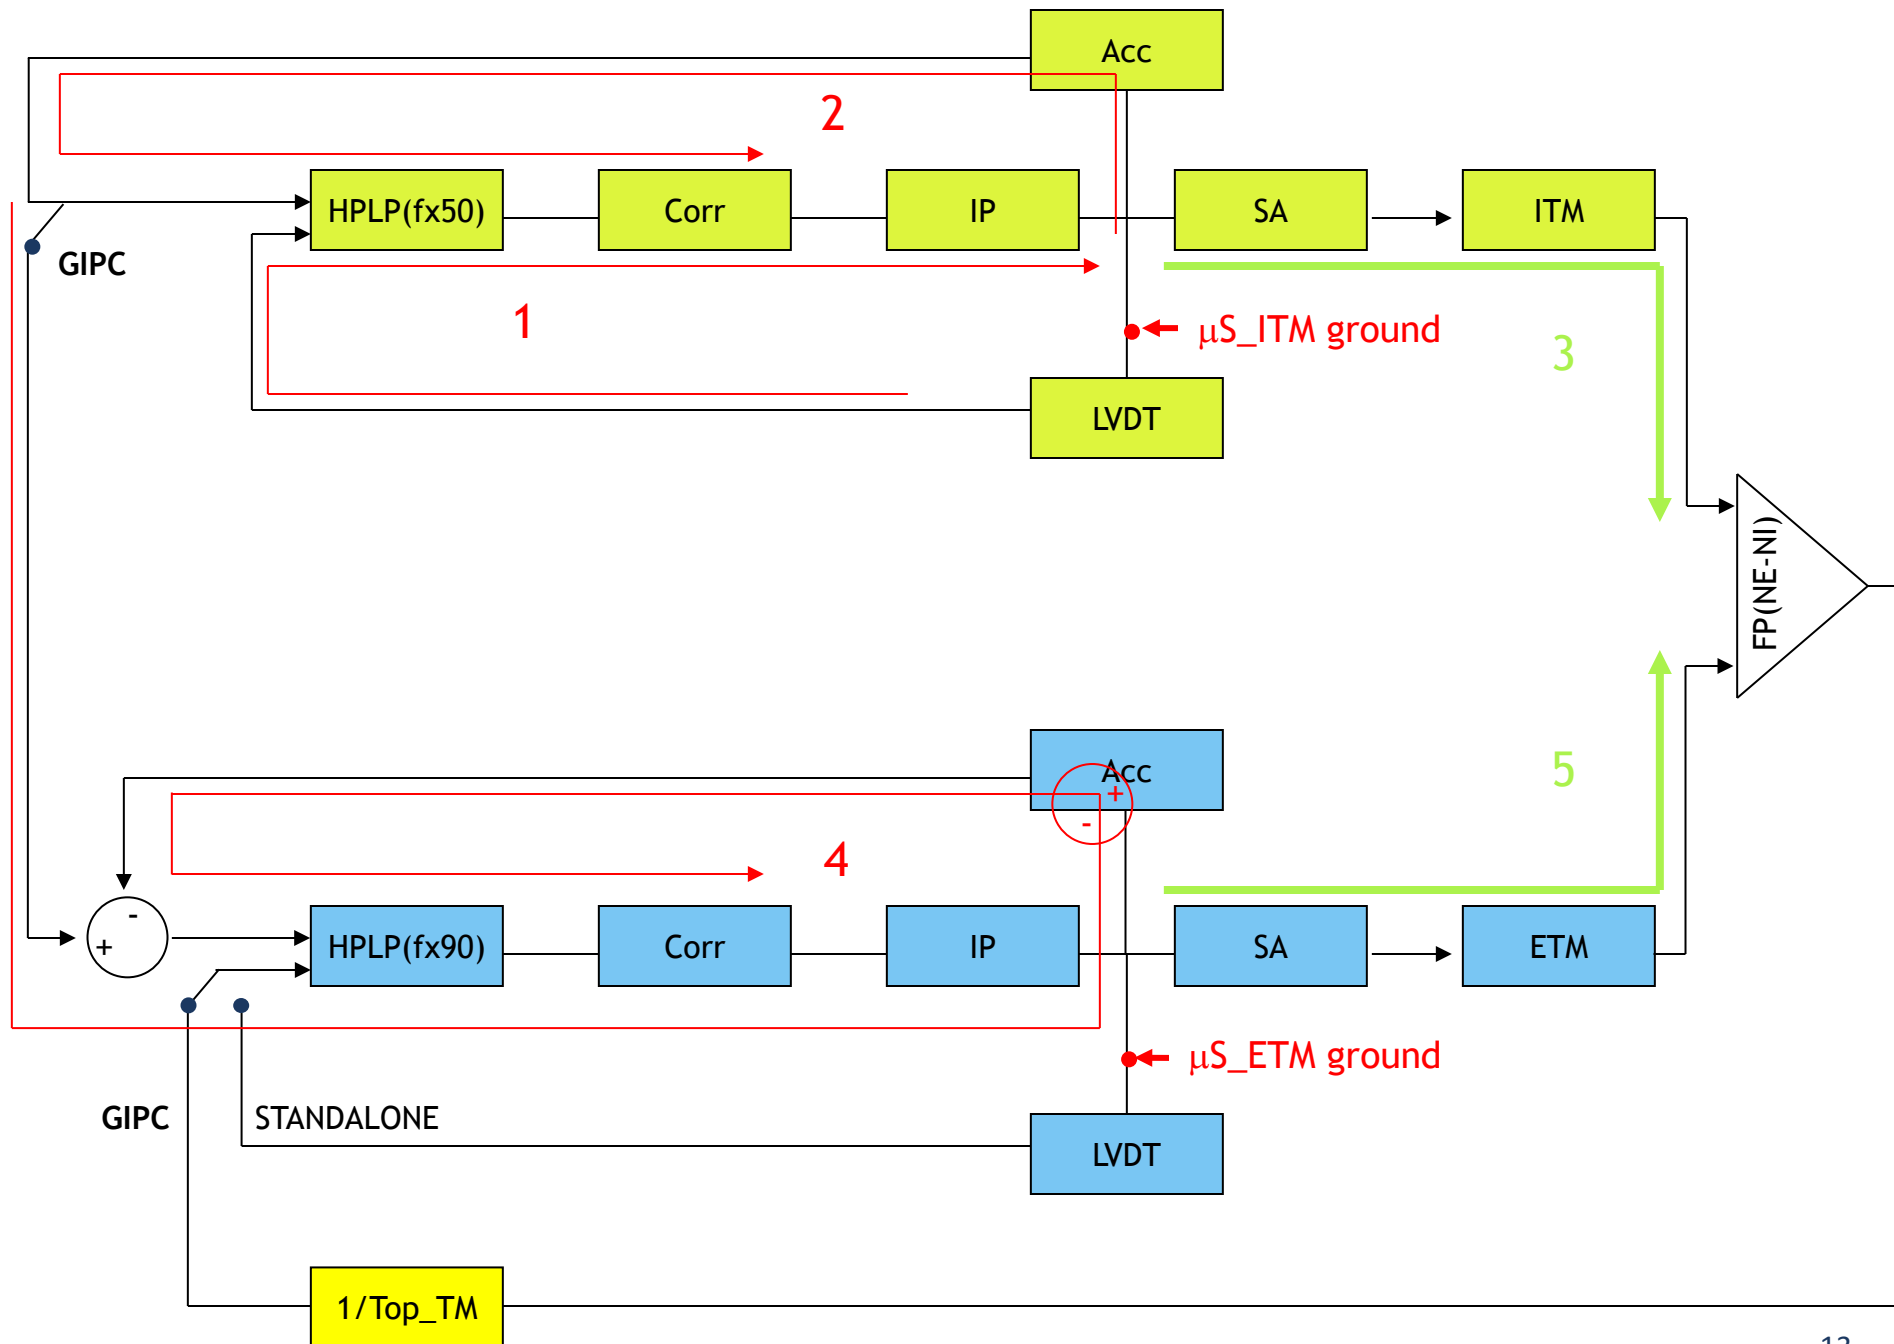 Acc
2
HPLP(fx50)
Corr
IP
SA
ITM
GIPC
1
μS_ITM ground
3
LVDT
FP(NE-NI)
Acc
+
-
5
4
-
+
HPLP(fx90)
Corr
IP
SA
ETM
μS_ETM ground
GIPC
STANDALONE
LVDT
1/Top_TM